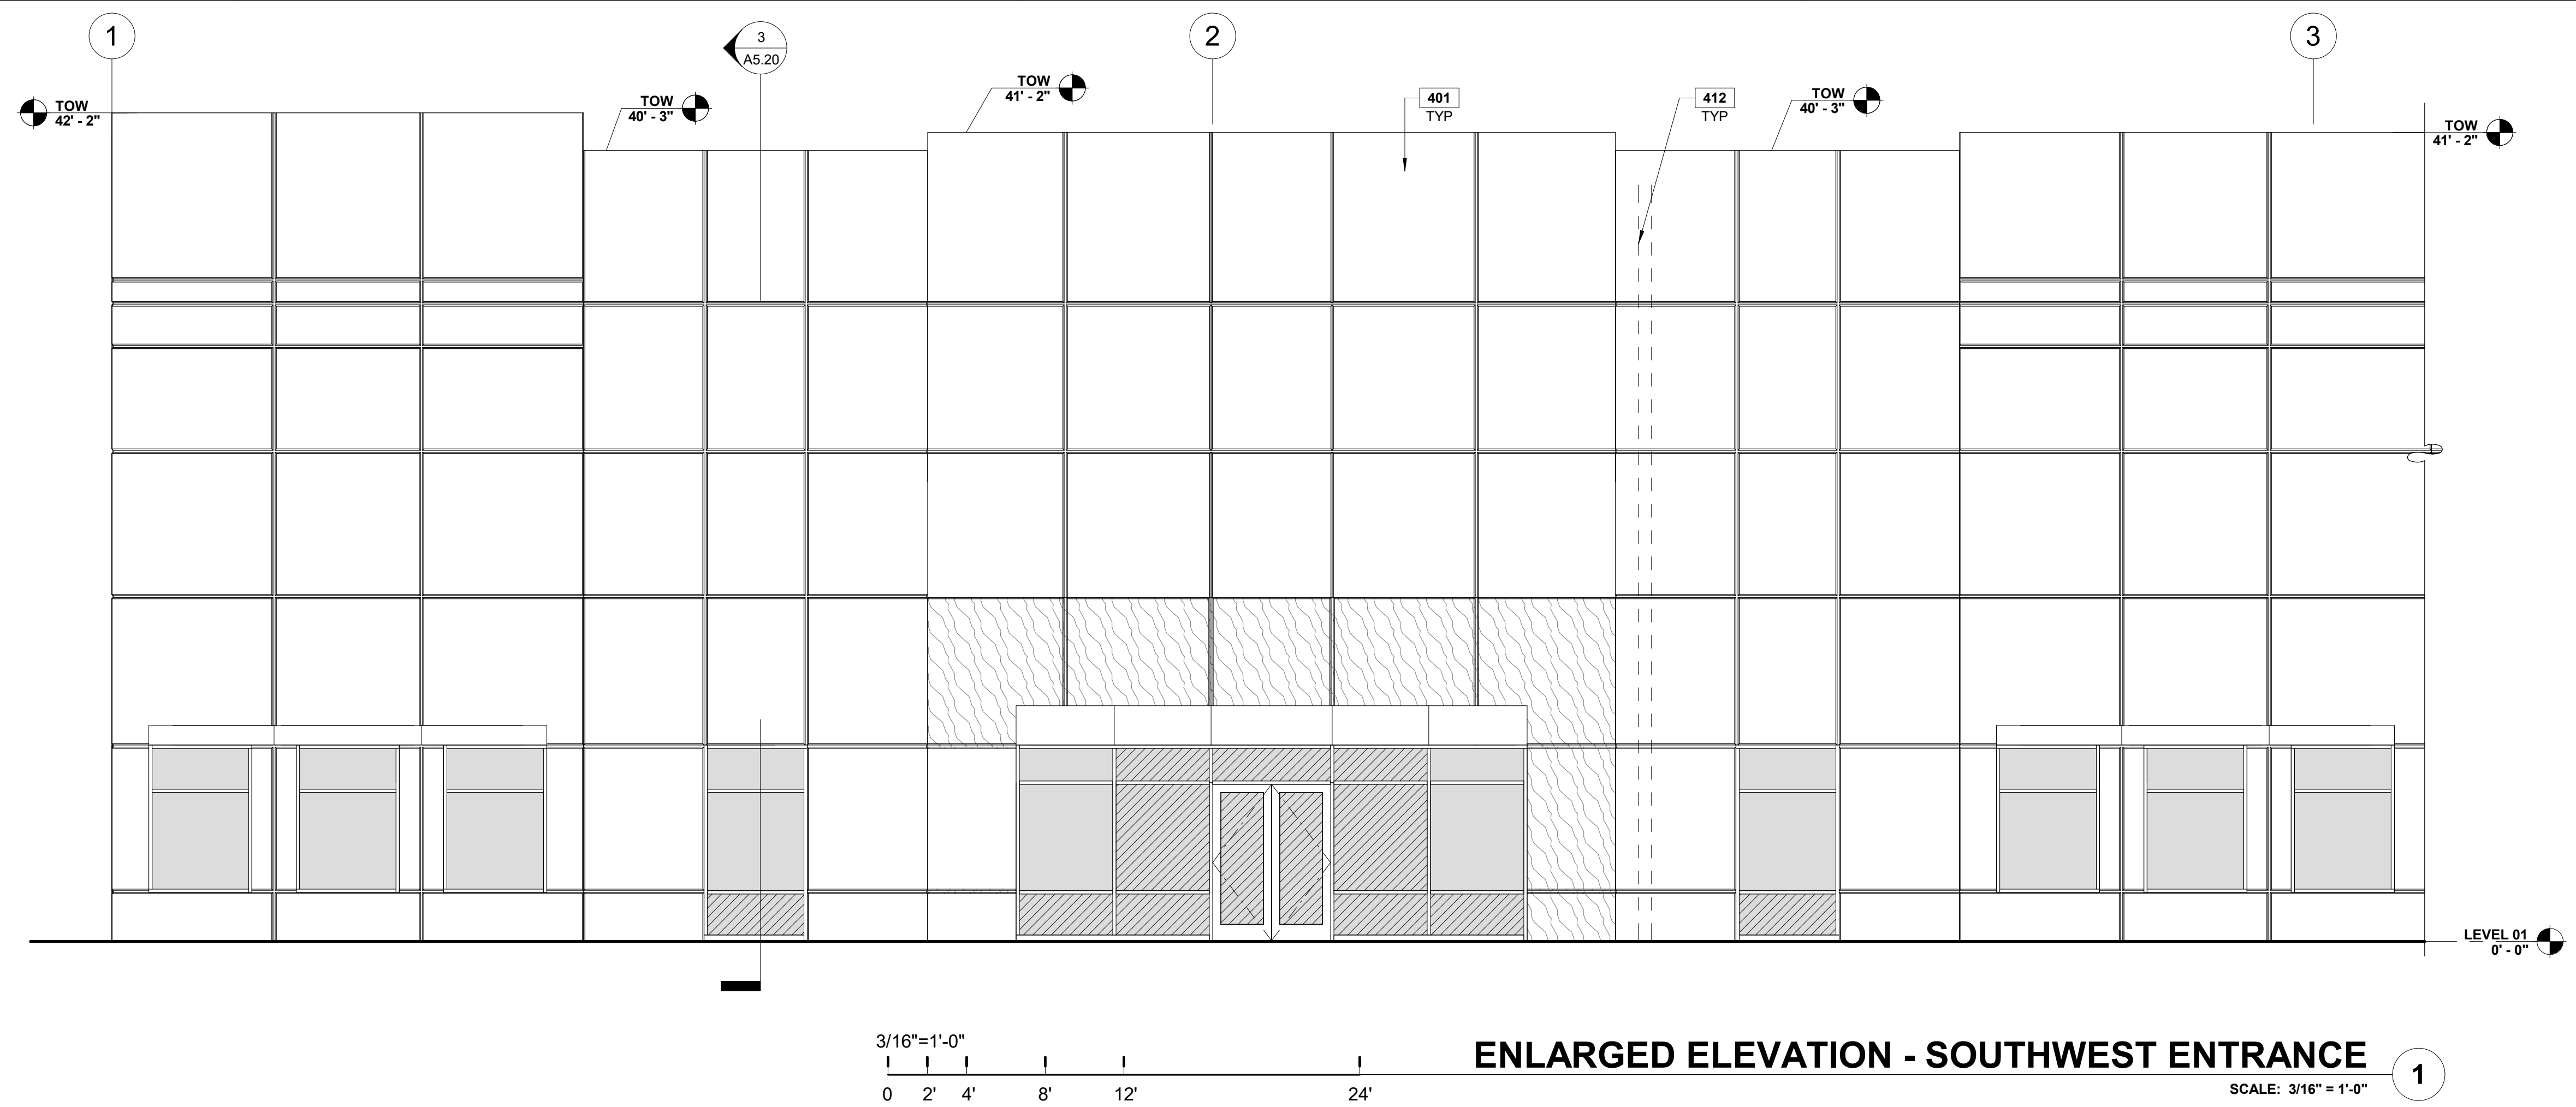 1
3
A5.20
2
3
TOW
42' - 2"
TOW
40' - 3"
TOW
41' - 2"
401
TYP
412
TYP
TOW
40' - 3"
TOW
41' - 2"
LEVEL 01
0' - 0"
3/16"=1'-0"
0 2' 4' 8' 12' 24'
ENLARGED ELEVATION - SOUTHWEST ENTRANCE
SCALE: 3/16" = 1'-0"
1